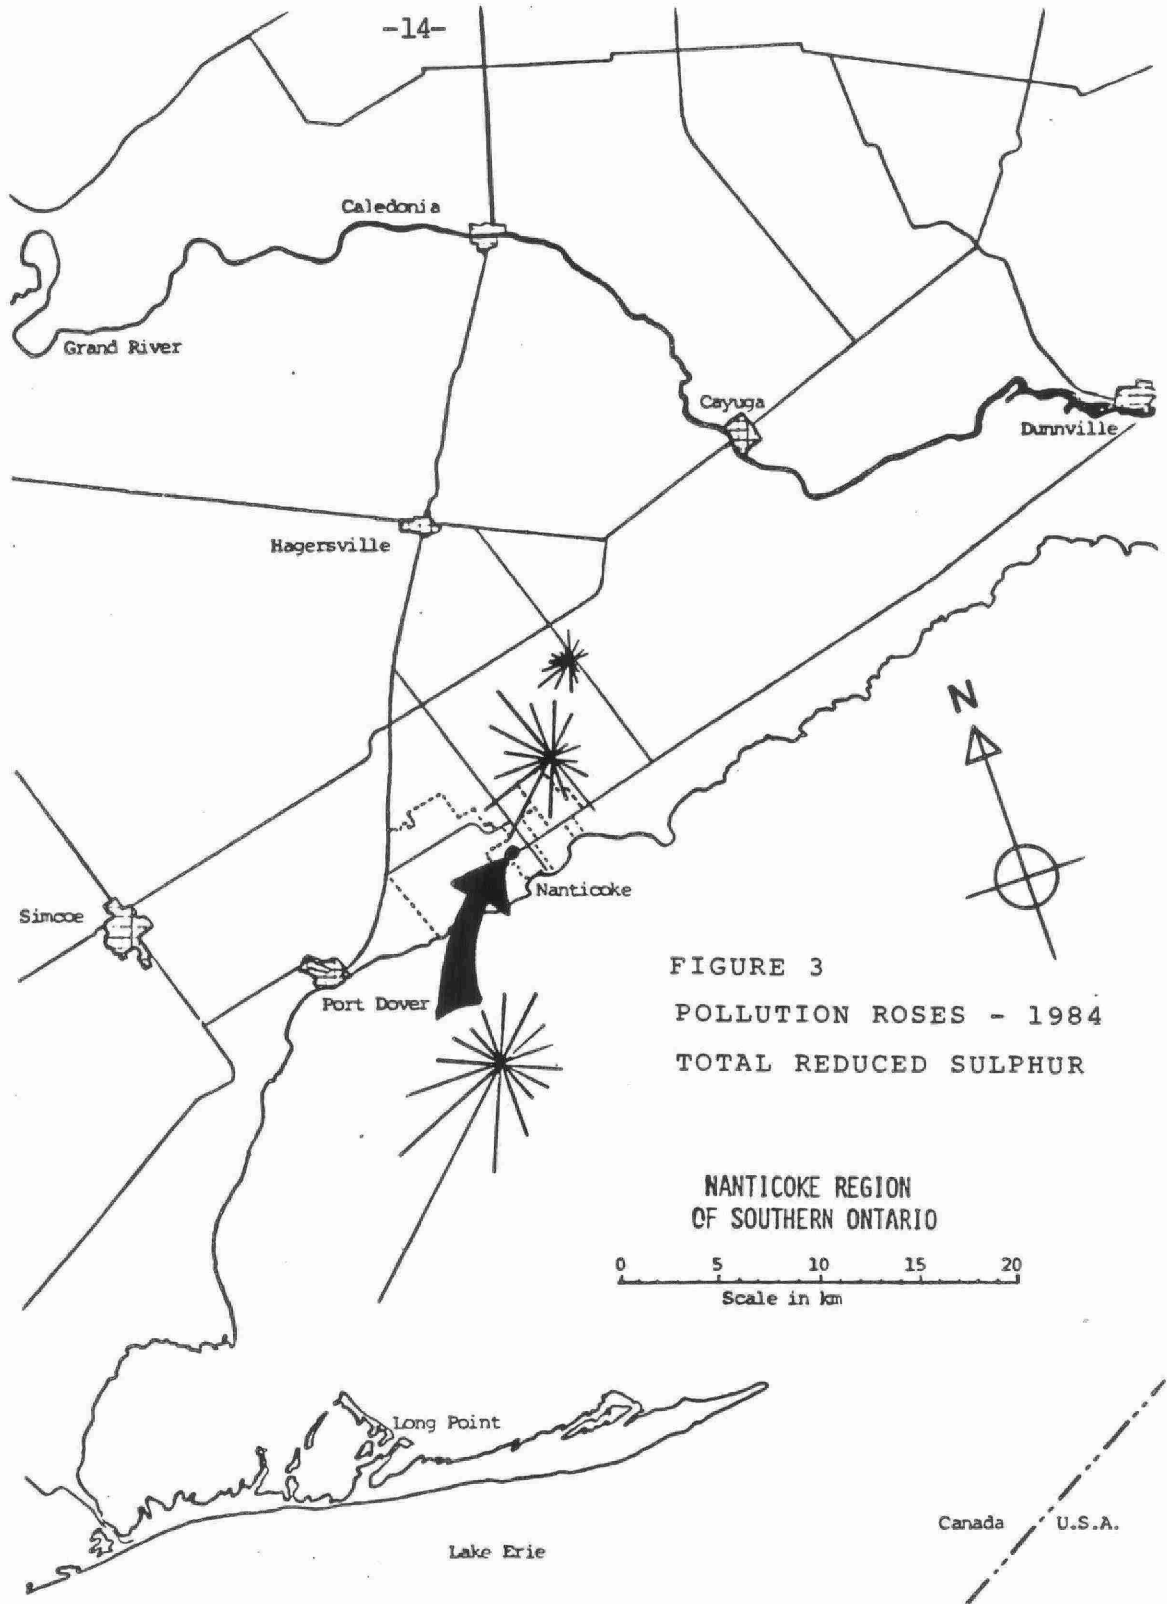 -14-
Caledonia
Grand River
Cayuga
Dunnville
Hagersville
N
Nanticoke
Simcoe
Port Dover
FIGURE 3
POLLUTION ROSES - 1984
TOTAL REDUCED SULPHUR
NANTICOKE REGION
OF SOUTHERN ONTARIO
0 5 10 15 20
Scale in km
Long Point
Canada U.S.A.
Lake Erie